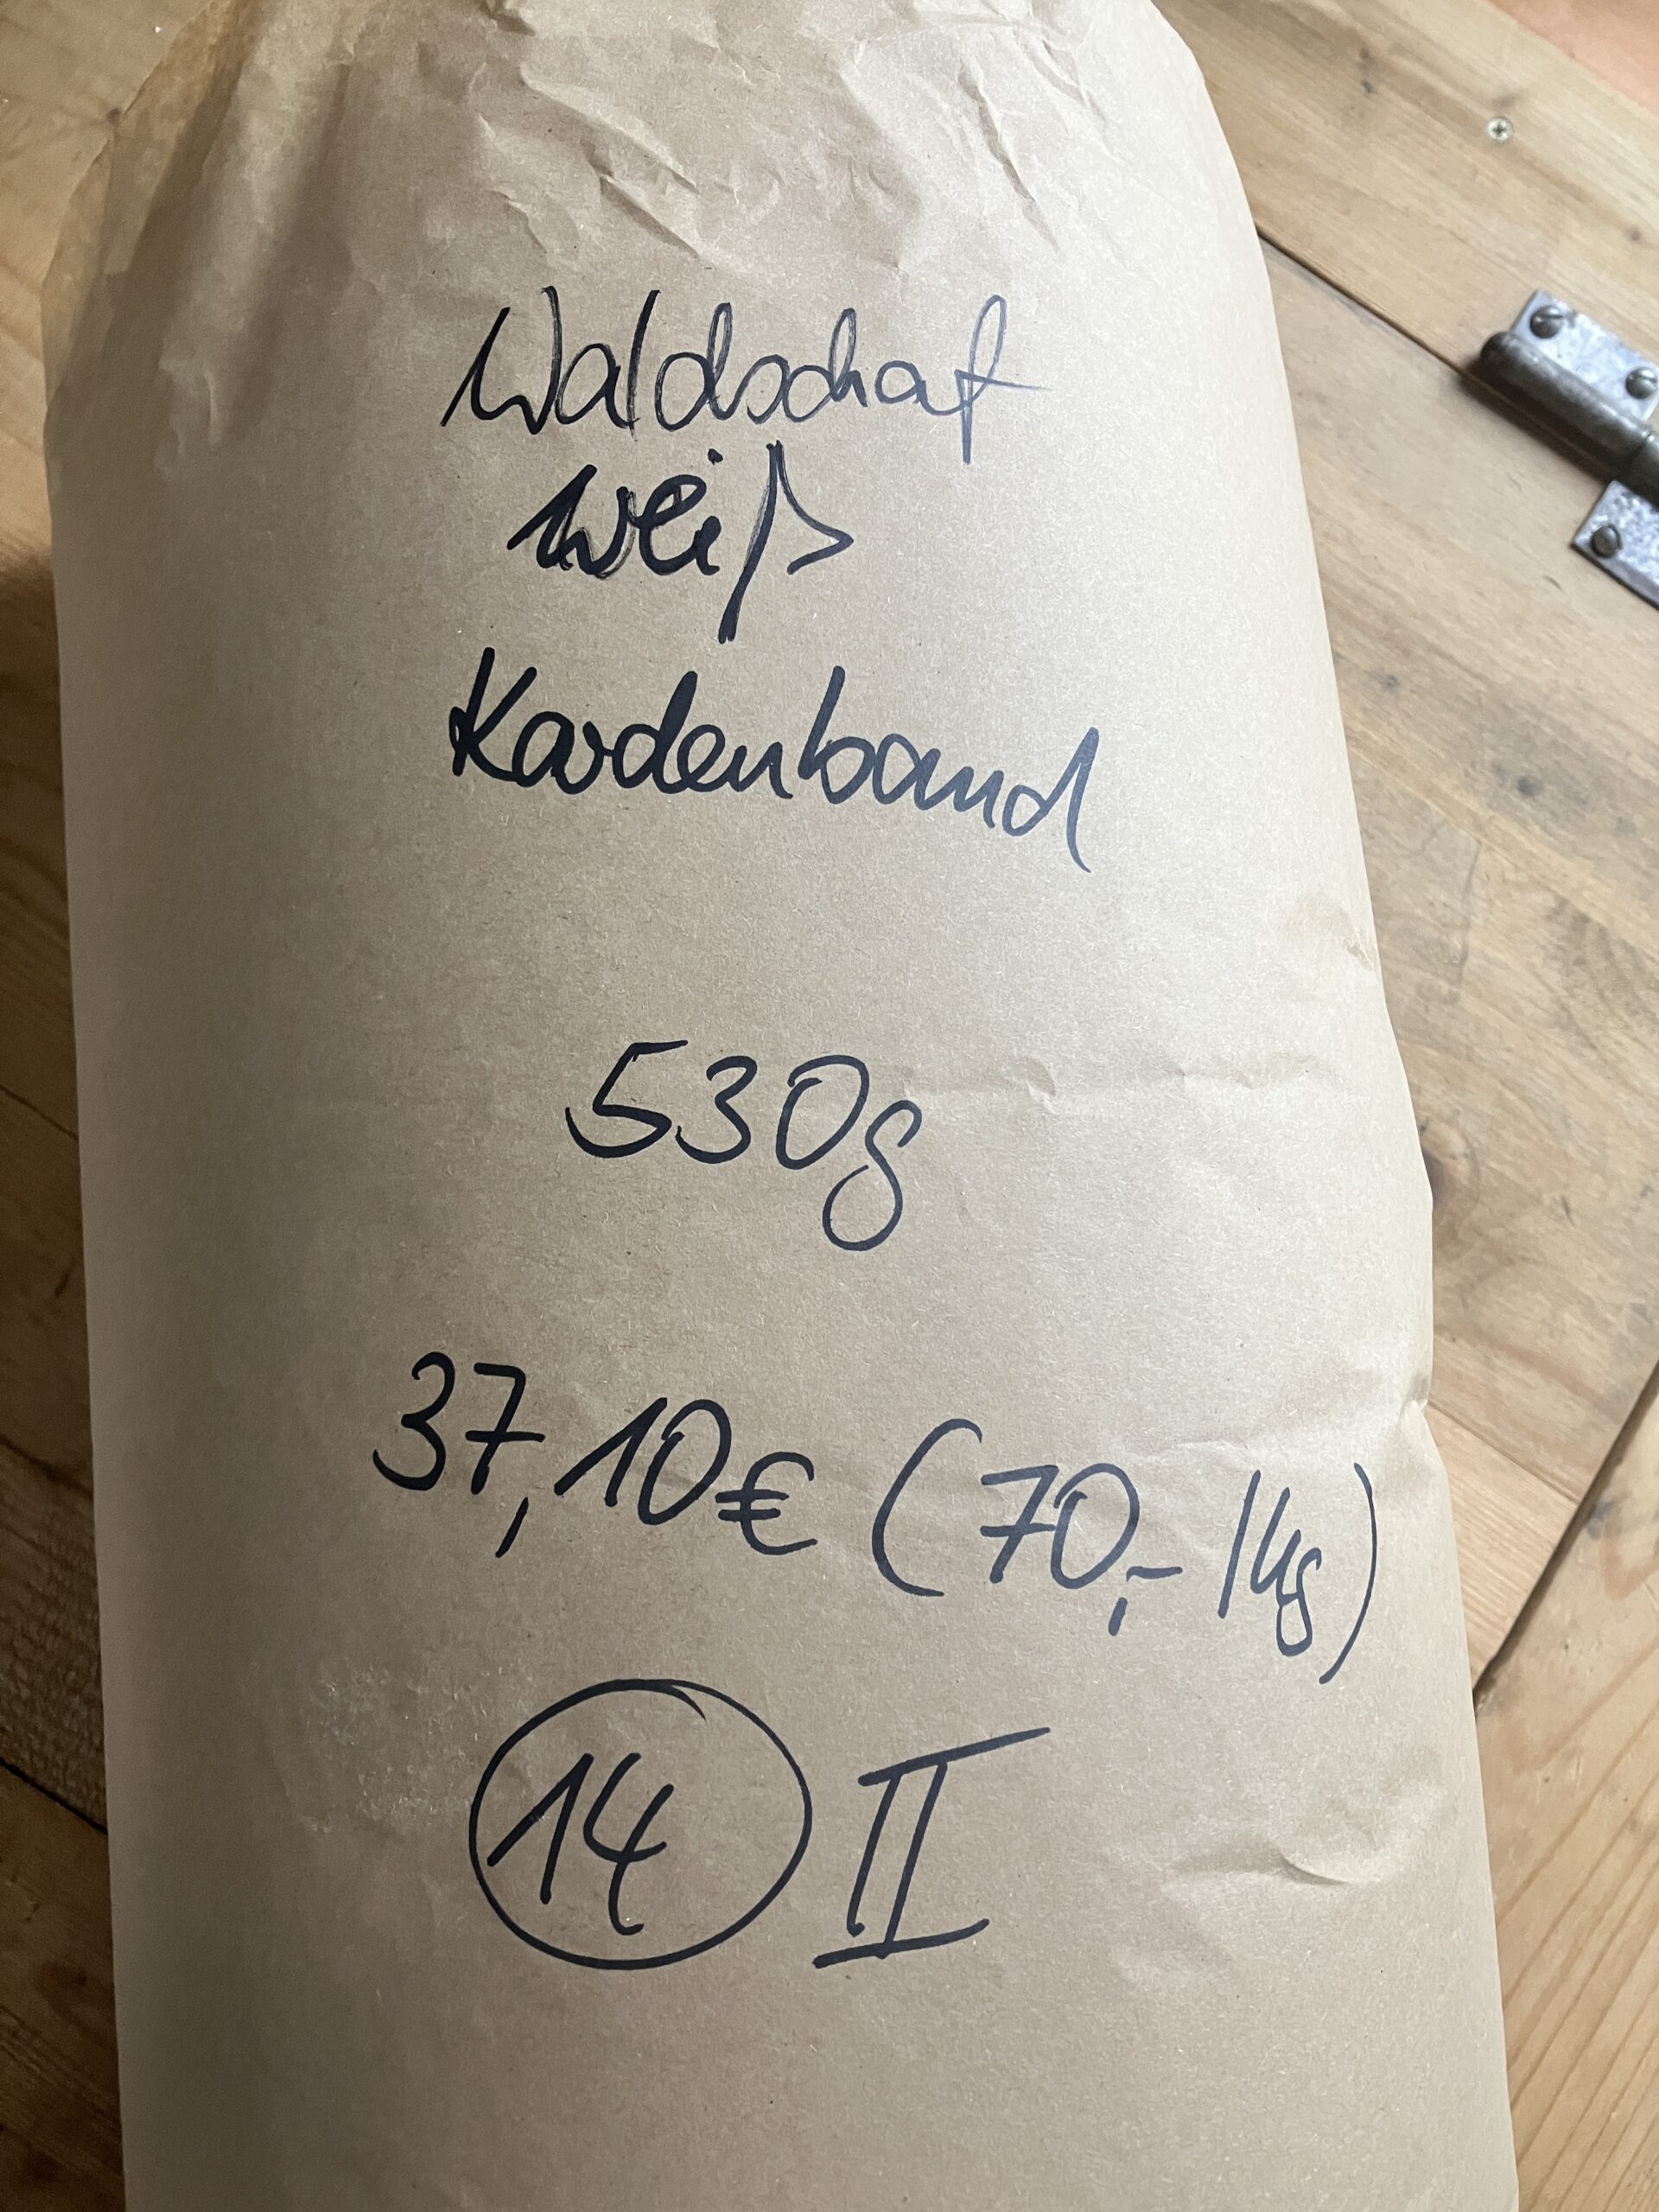 Waldschaf
weiß
Kardenband
530g
37,10€ (70,- /kg)
14 II